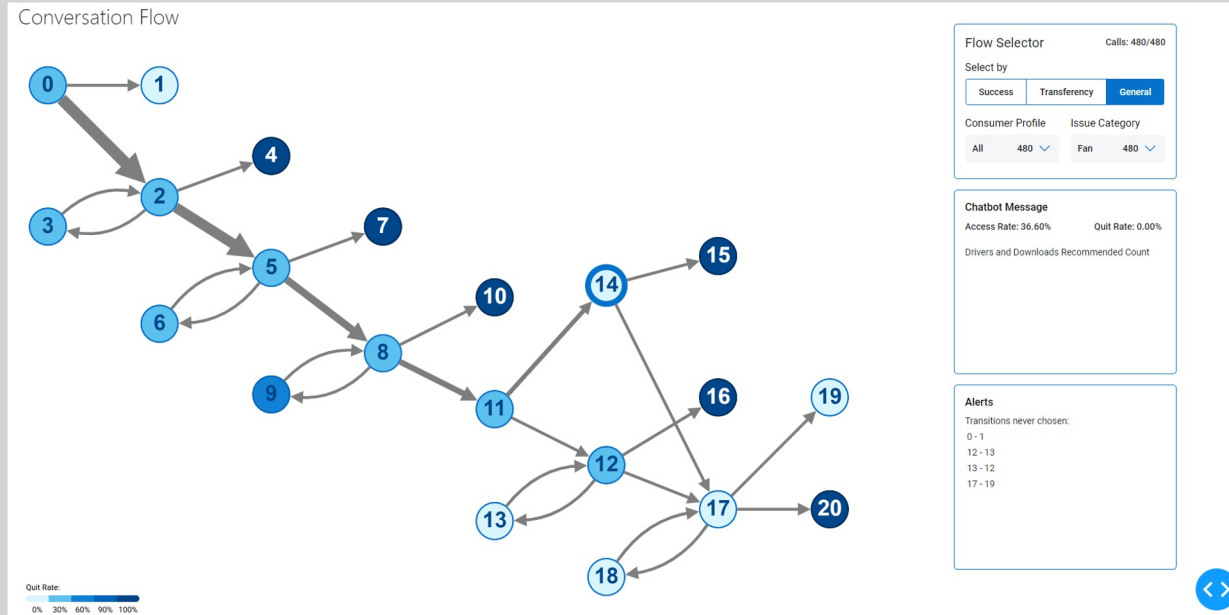 Conversation Flow
0
1
4
2
3
7
5
6
10
8
9
11
14
15
16
19
12
13
17
20
18
Quit Rate:
0% 30% 60% 90% 100%
Flow Selector Calls: 480/480
Select by
Success Transferency General
Consumer Profile Issue Category
All 480 Fan 480
Chatbot Message
Access Rate: 36.60% Quit Rate: 0.00%
Drivers and Downloads Recommended Count
Alerts
Transitions never chosen:
0 - 1
12 - 13
13 - 12
17 - 19